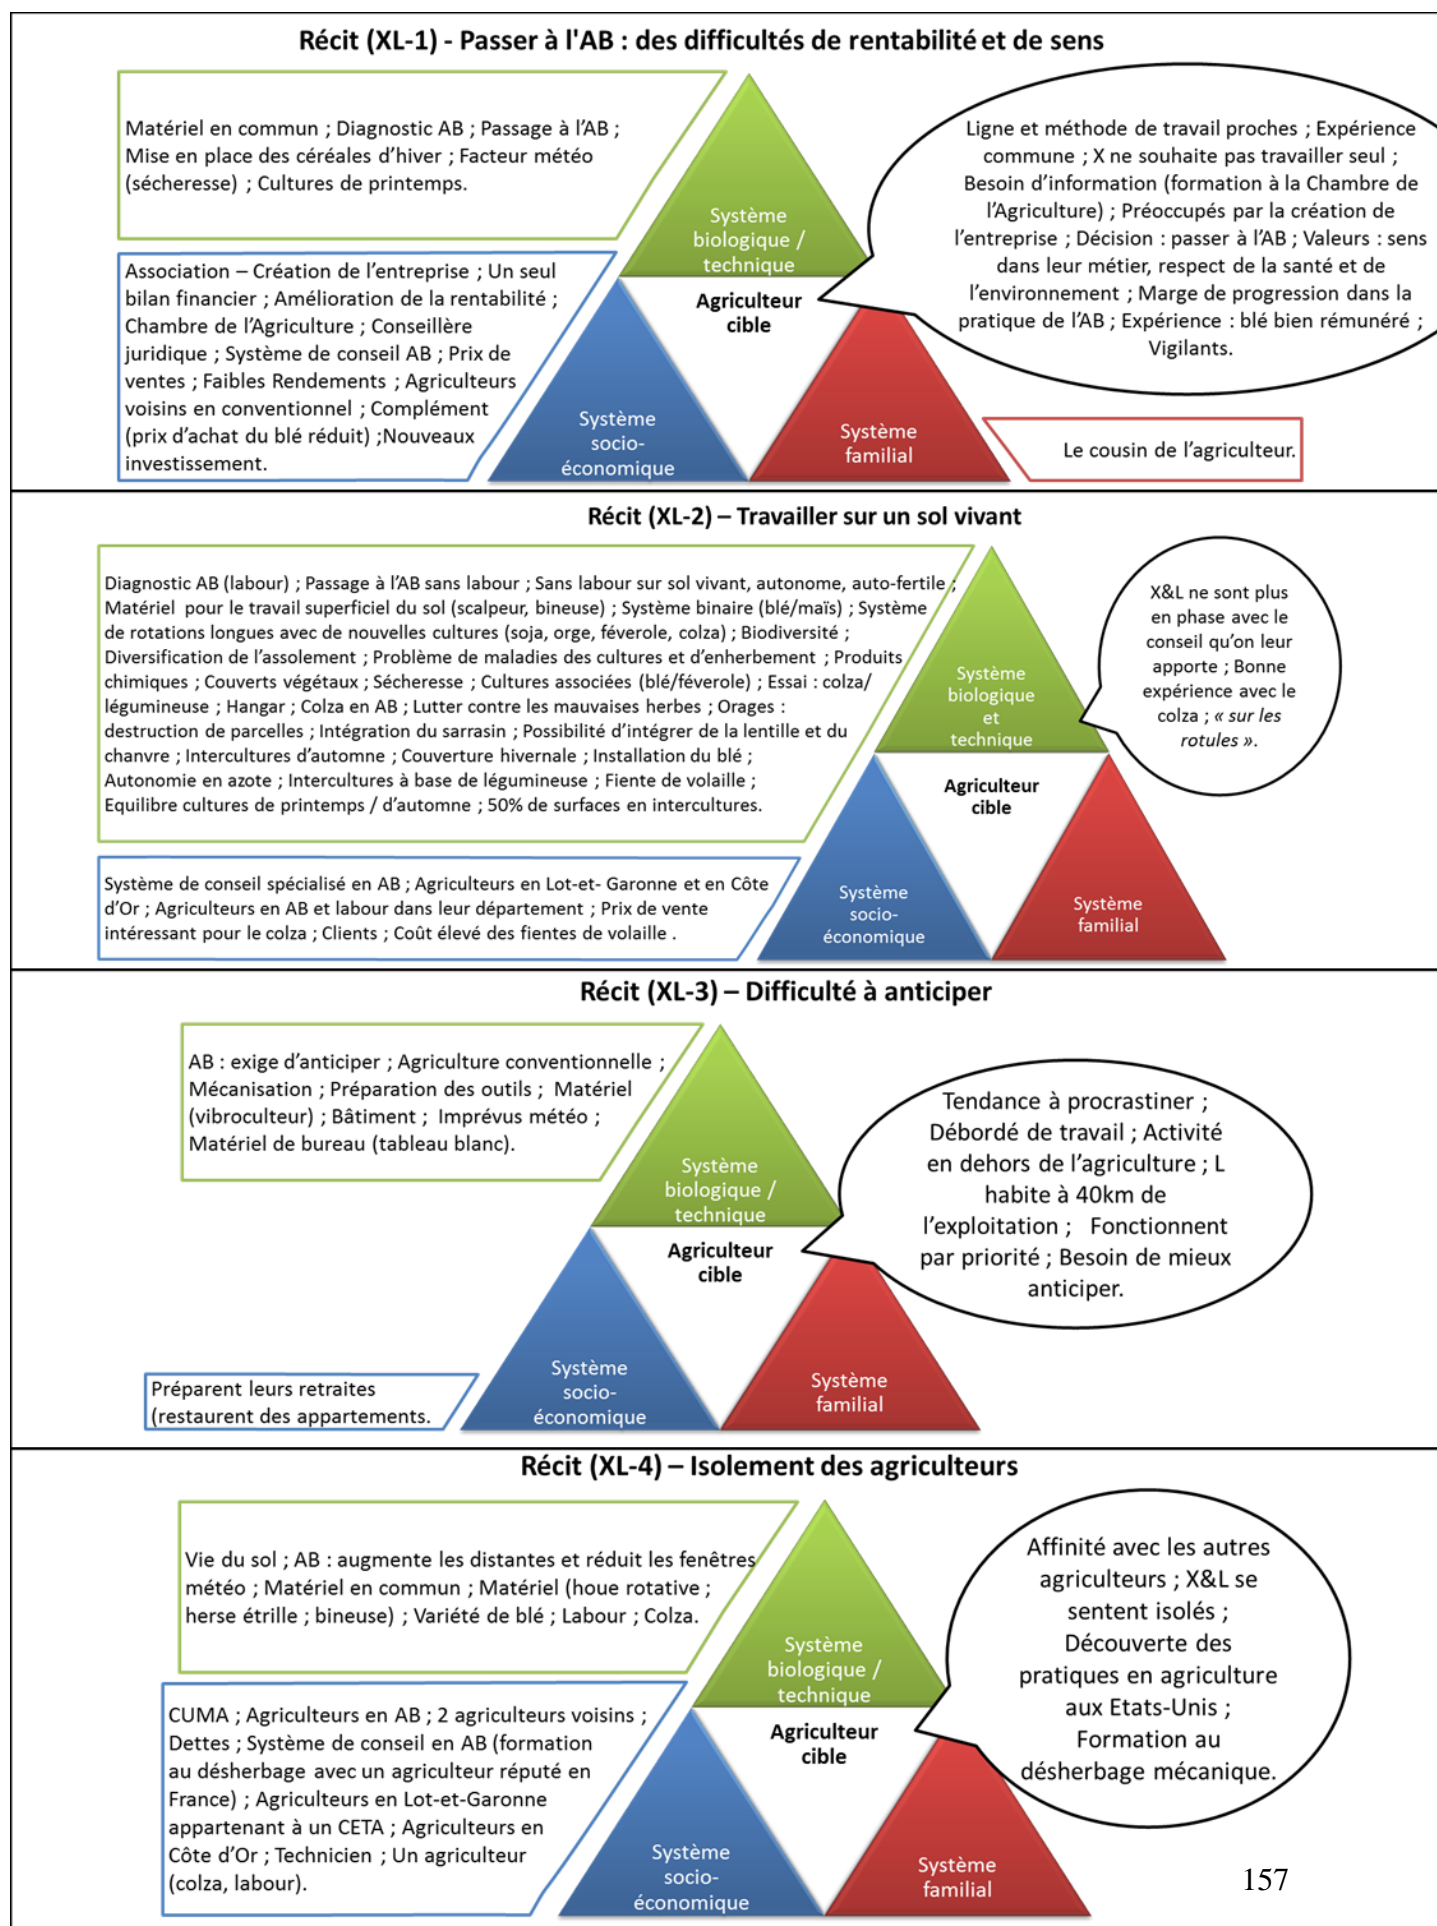 Récit (XL-1) - Passer à l'AB : des difficultés de rentabilité et de sens
Matériel en commun ; Diagnostic AB ; Passage à l’AB ;
Mise en place des céréales d’hiver ; Facteur météo
(sécheresse) ; Cultures de printemps.
Ligne et méthode de travail proches ; Expérience
commune ; X ne souhaite pas travailler seul ;
Besoin d’information (formation à la Chambre de
l’Agriculture) ; Préoccupés par la création de
l’entreprise ; Décision : passer à l’AB ; Valeurs : sens
dans leur métier, respect de la santé et de
l’environnement ; Marge de progression dans la
pratique de l’AB ; Expérience : blé bien rémunéré ;
Vigilants.
Système
biologique /
technique
Association – Création de l’entreprise ; Un seul
bilan financier ; Amélioration de la rentabilité ;
Chambre de l’Agriculture ; Conseillère
juridique ; Système de conseil AB ; Prix de
ventes ; Faibles Rendements ; Agriculteurs
voisins en conventionnel ; Complément
(prix d’achat du blé réduit) ;Nouveaux
investissement.
Agriculteur
cible
Système
socio-
économique
Système
familial
Le cousin de l’agriculteur.
Récit (XL-2) – Travailler sur un sol vivant
Diagnostic AB (labour) ; Passage à l’AB sans labour ; Sans labour sur sol vivant, autonome, auto-fertile ;
Matériel  pour le travail superficiel du sol (scalpeur, bineuse) ; Système binaire (blé/maïs) ; Système
de rotations longues avec de nouvelles cultures (soja, orge, féverole, colza) ; Biodiversité ;
Diversification de l’assolement ; Problème de maladies des cultures et d’enherbement ; Produits
chimiques ; Couverts végétaux ; Sécheresse ; Cultures associées (blé/féverole) ; Essai : colza/
légumineuse ; Hangar ; Colza en AB ; Lutter contre les mauvaises herbes ; Orages :
destruction de parcelles ; Intégration du sarrasin ; Possibilité d’intégrer de la lentille et du
chanvre ; Intercultures d’automne ; Couverture hivernale ; Installation du blé ;
Autonomie en azote ; Intercultures à base de légumineuse ; Fiente de volaille ;
Equilibre cultures de printemps / d’automne ; 50% de surfaces en intercultures.
Système
biologique
et
technique
X&L ne sont plus
en phase avec le
conseil qu’on leur
apporte ; Bonne
expérience avec le
colza ; « sur les
rotules ».
Agriculteur
cible
Système de conseil spécialisé en AB ; Agriculteurs en Lot-et- Garonne et en Côte
d’Or ; Agriculteurs en AB et labour dans leur département ; Prix de vente
intéressant pour le colza ; Clients ; Coût élevé des fientes de volaille .
Système
socio-
économique
Système
familial
Récit (XL-3) – Difficulté à anticiper
AB : exige d’anticiper ; Agriculture conventionnelle ;
Mécanisation ; Préparation des outils ;  Matériel
(vibroculteur) ; Bâtiment ;  Imprévus météo ;
Matériel de bureau (tableau blanc).
Système
biologique /
technique
Tendance à procrastiner ;
Débordé de travail ; Activité
en dehors de l’agriculture ; L
habite à 40km de
l’exploitation ;   Fonctionnent
par priorité ; Besoin de mieux
anticiper.
Agriculteur
cible
Préparent leurs retraites
(restaurent des appartements.
Système
socio-
économique
Système
familial
Récit (XL-4) – Isolement des agriculteurs
Vie du sol ; AB : augmente les distantes et réduit les fenêtres
météo ; Matériel en commun ; Matériel (houe rotative ;
herse étrille ; bineuse) ; Variété de blé ; Labour ; Colza.
Système
biologique /
technique
Affinité avec les autres
agriculteurs ; X&L se
sentent isolés ;
Découverte des
pratiques en agriculture
aux Etats-Unis ;
Formation au
désherbage mécanique.
CUMA ; Agriculteurs en AB ; 2 agriculteurs voisins ;
Dettes ; Système de conseil en AB (formation
au désherbage avec un agriculteur réputé en
France) ; Agriculteurs en Lot-et-Garonne
appartenant à un CETA ; Agriculteurs en
Côte d’Or ; Technicien ; Un agriculteur
(colza, labour).
Agriculteur
cible
Système
socio-
économique
Système
familial
157